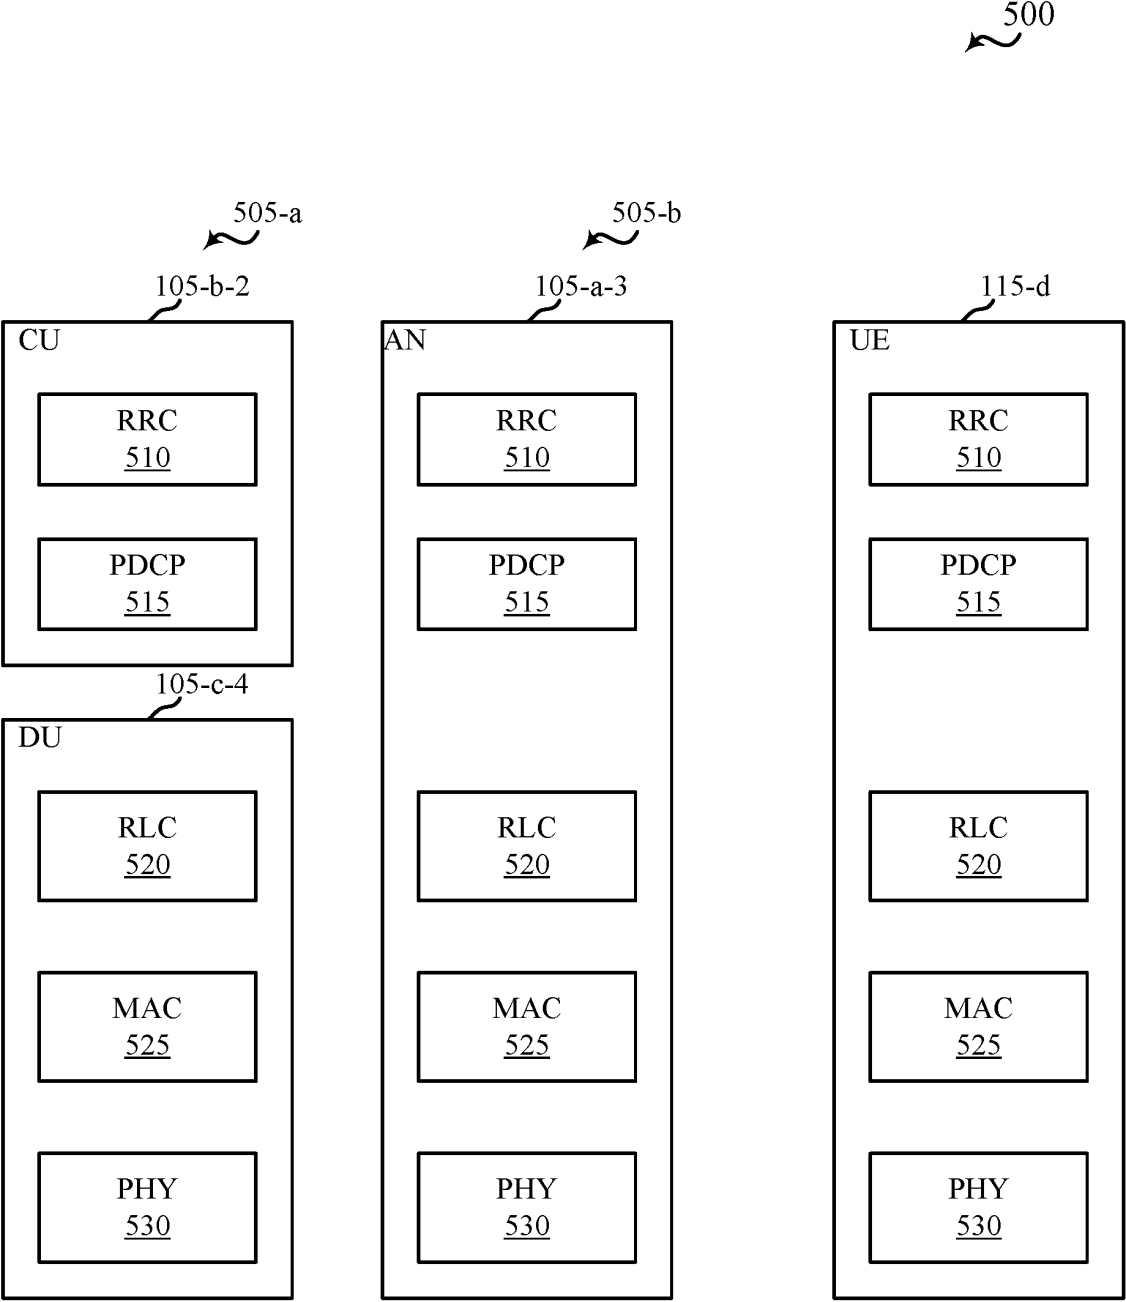 500
505-a
505-b
105-b-2
105-a-3
115-d
CU
RRC
510
PDCP
515
105-c-4
DU
RLC
520
MAC
525
PHY
530
AN
RRC
510
PDCP
515
RLC
520
MAC
525
PHY
530
UE
RRC
510
PDCP
515
RLC
520
MAC
525
PHY
530